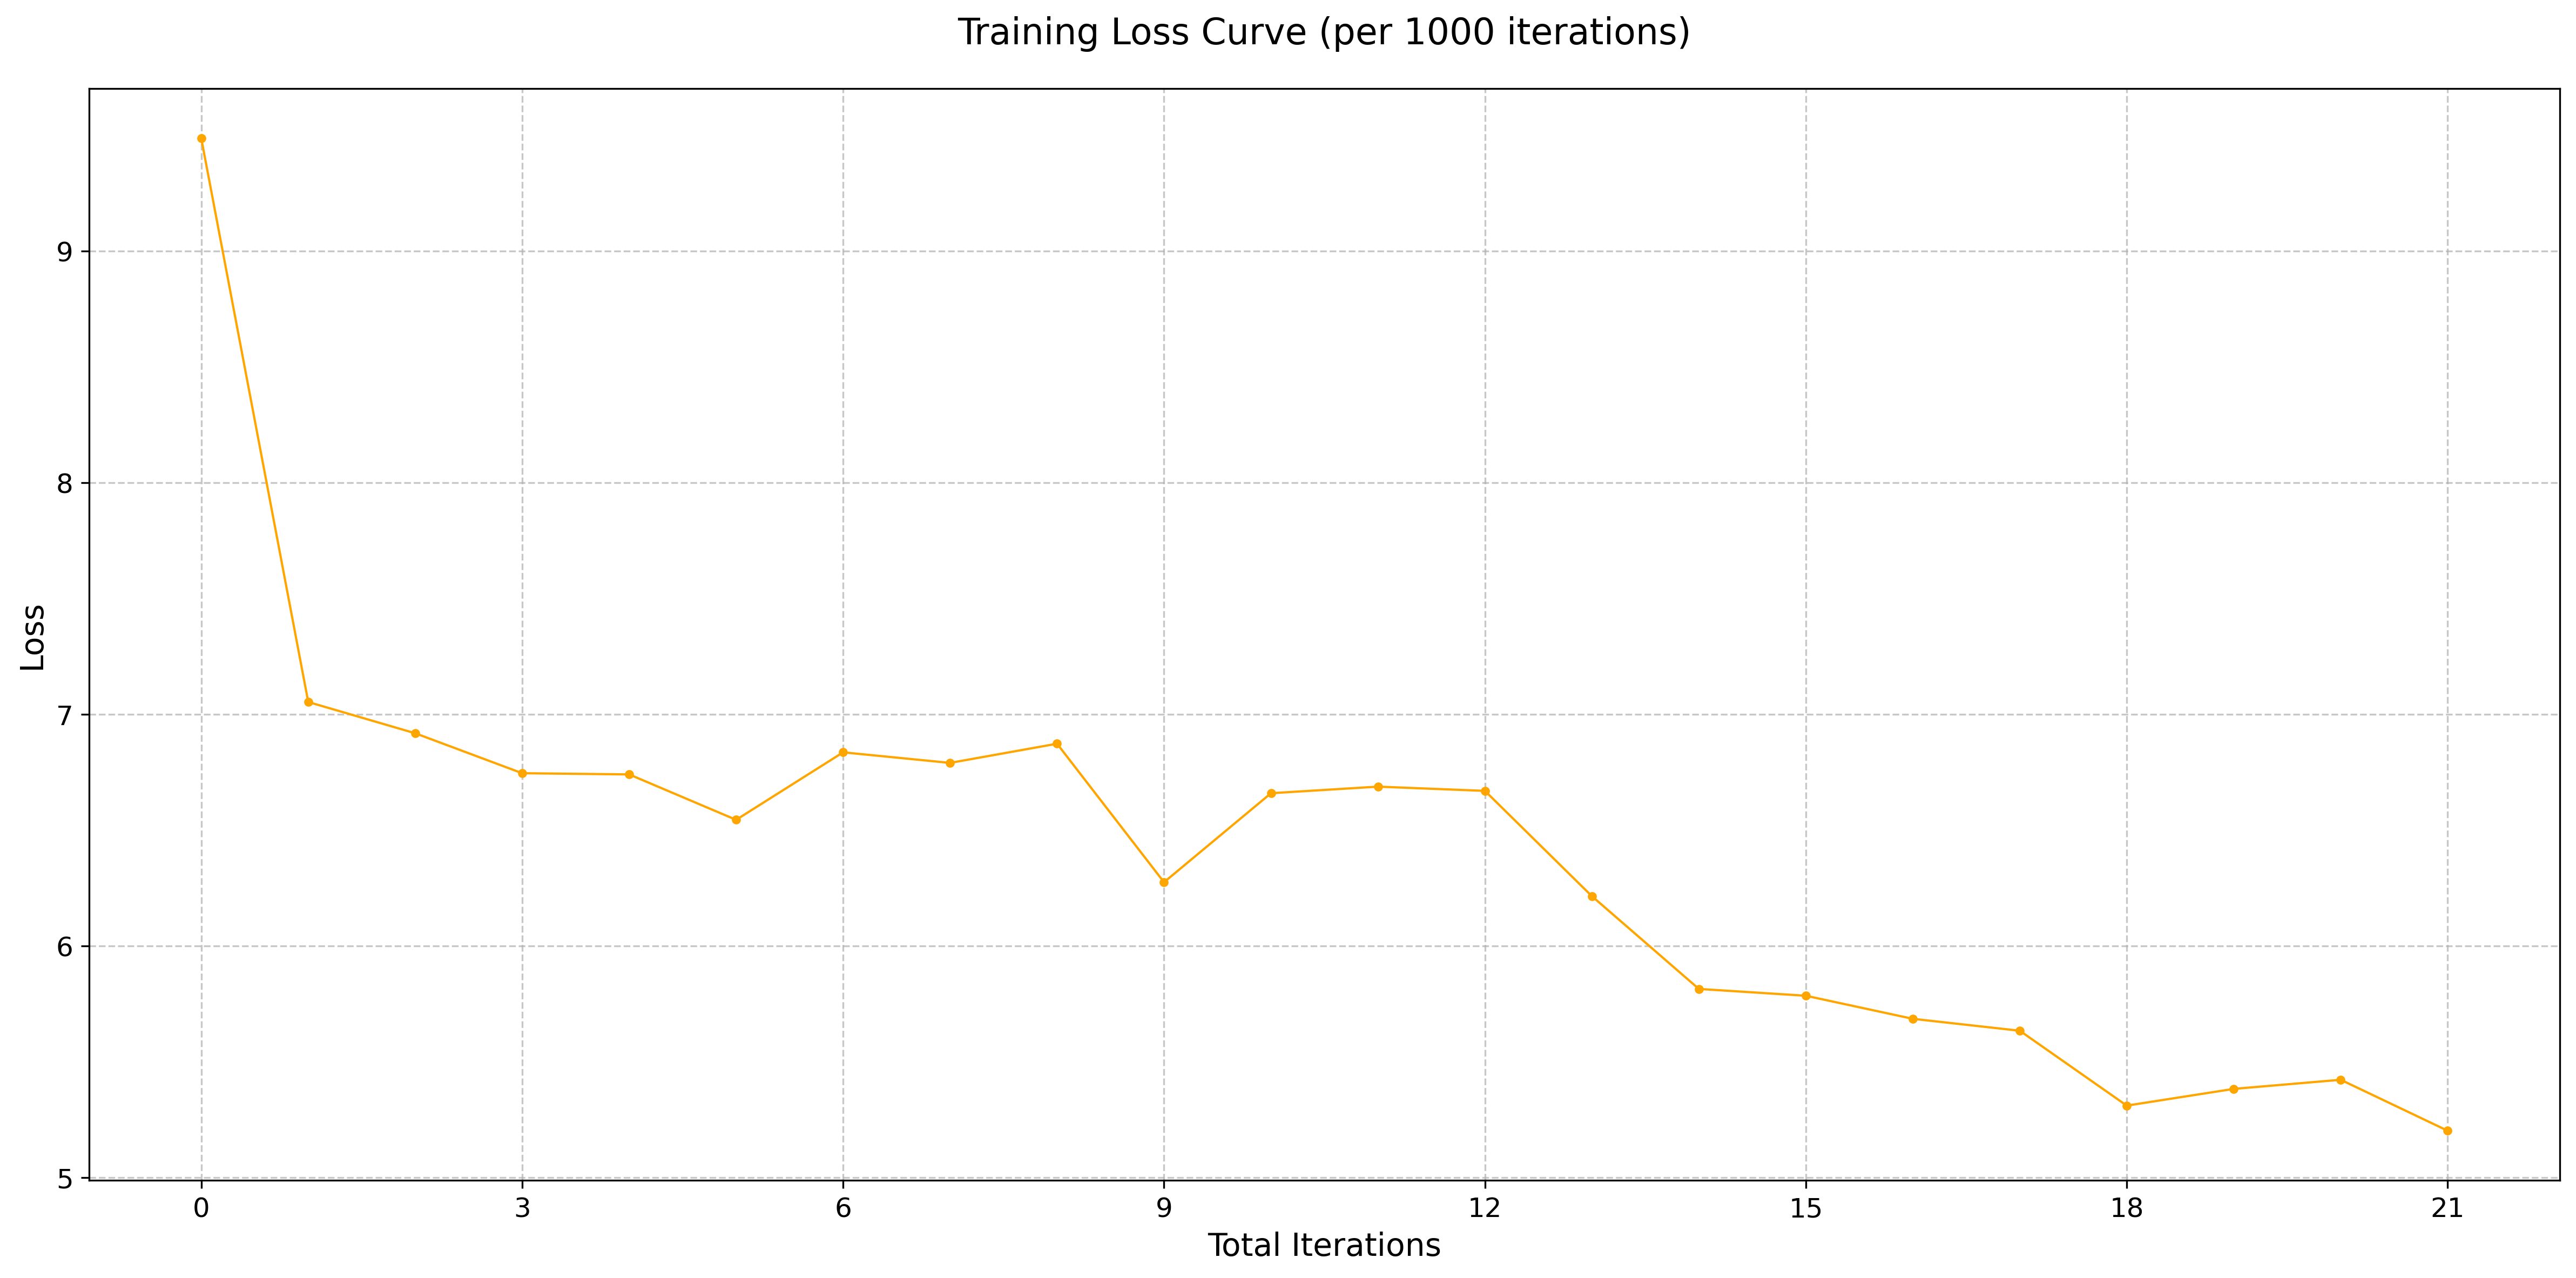 Training Loss Curve (per 1000 iterations)
Loss
9
8
7
6
5
0 3 6 9 12 15 18 21
Total Iterations